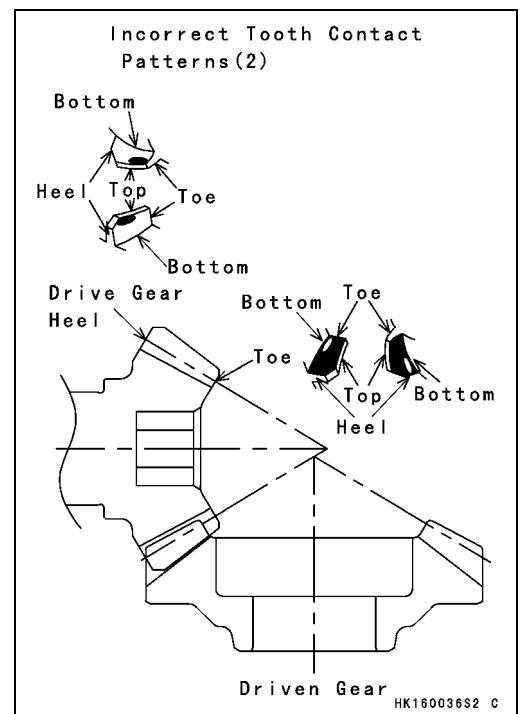 Incorrect Tooth Contact
Patterns(2)
Bottom
Heel Top Toe
Bottom
Drive Gear
Heel
Toe
Bottom Toe
Top Bottom
Heel
Driven Gear
HK160036S2 C